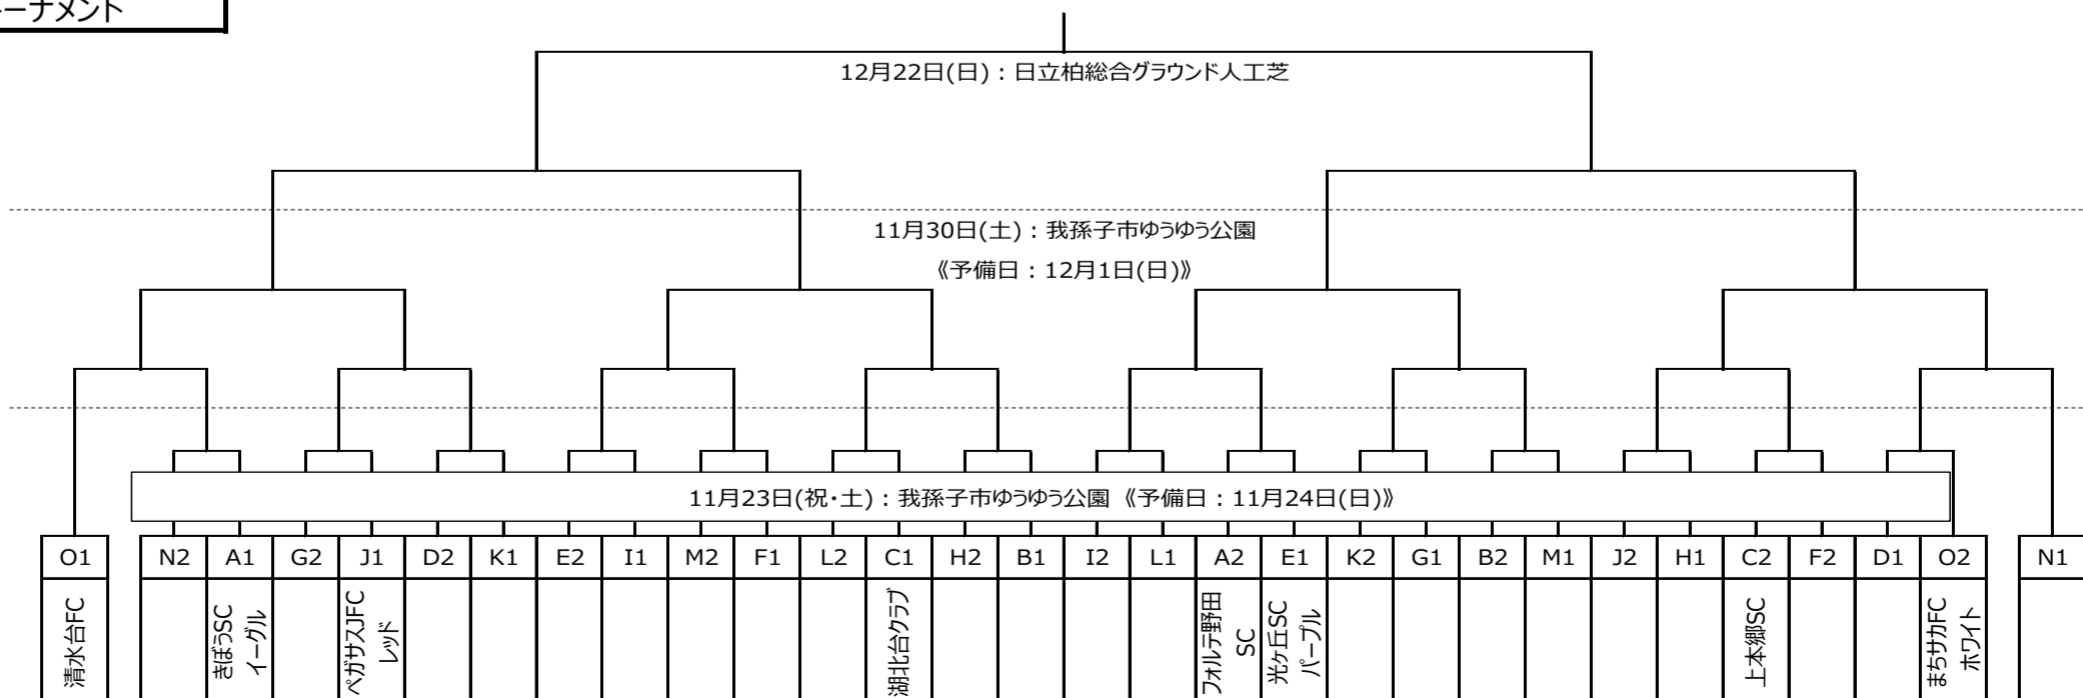 ーナメント
12月22日(日)：日立柏総合グラウンド人工芝
11月30日(土)：我孫子市ゆうゆう公園
《予備日：12月1日(日)》
11月23日(祝・土)：我孫子市ゆうゆう公園 《予備日：11月24日(日)》
O1 N2 A1 G2 J1 D2 K1 E2 I1 M2 F1 L2 C1 H2 B1 I2 L1 A2 E1 K2 G1 B2 M1 J2 H1 C2 F2 D1 O2 N1
清水台FC
きぼうSC
イーグル
ペガサスJFC
レッド
湖北台クラブ
フォルテ野田
SC
光ヶ丘SC
パープル
上本郷SC
まちサカFC
ホワイト